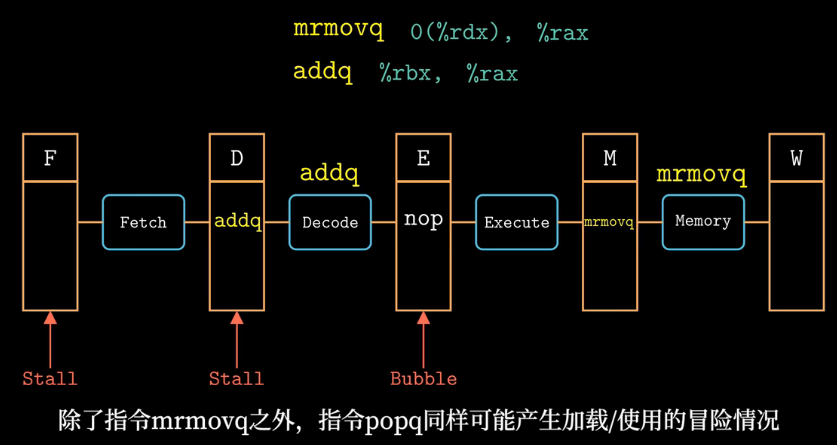 mrmovq 0(%rdx), %rax
addq %rbx, %rax
F D E M W
addq mrmovq
Fetch addq Decode nop Execute mrmovq Memory
Stall Stall Bubble
除了指令mrmovq之外，指令popq同样可能产生加载/使用的冒险情况